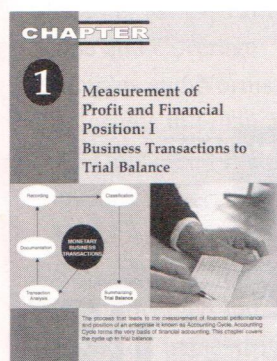 CHAPTER
1
Measurement of
Profit and Financial
Position: I
Business Transactions to
Trial Balance
Recording
Classification
MONETARY
BUSINESS
TRANSACTIONS
Documentation
Transaction
Analysis
Summarising
Trial Balance
The process that leads to the measurement of financial performance
and position of an enterprise is known as Accounting Cycle. Accounting
Cycle forms the very basis of financial accounting. This chapter covers
the cycle up to trial balance.